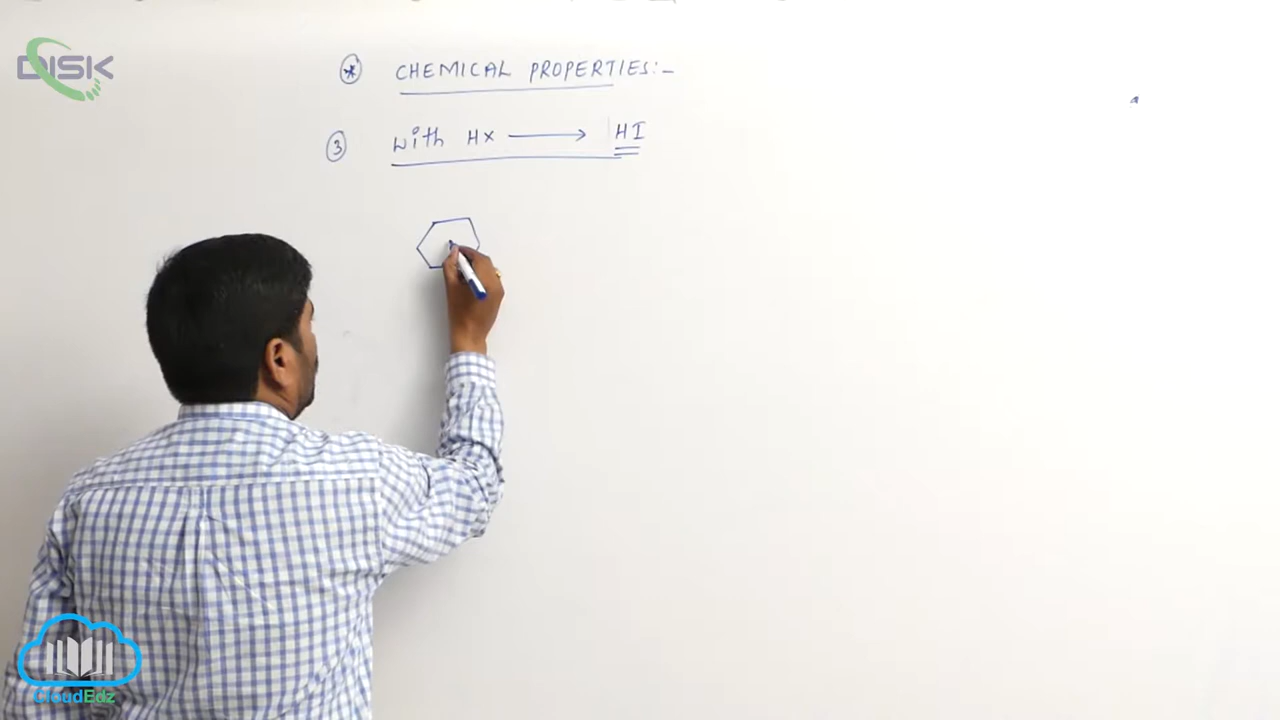 DISK
* CHEMICAL PROPERTIES:-
3 with HX ⟶ HI
CloudEdz